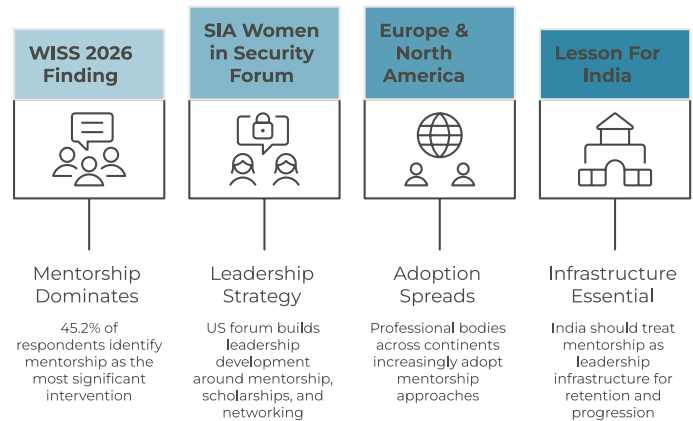 WISS 2026
Finding
Mentorship
Dominates
45.2% of
respondents identify
mentorship as the
most significant
intervention
SIA Women
in Security
Forum
Leadership
Strategy
US forum builds
leadership
development
around mentorship,
scholarships, and
networking
Europe &
North
America
Adoption
Spreads
Professional bodies
across continents
increasingly adopt
mentorship
approaches
Lesson For
India
Infrastructure
Essential
India should treat
mentorship as
leadership
infrastructure for
retention and
progression